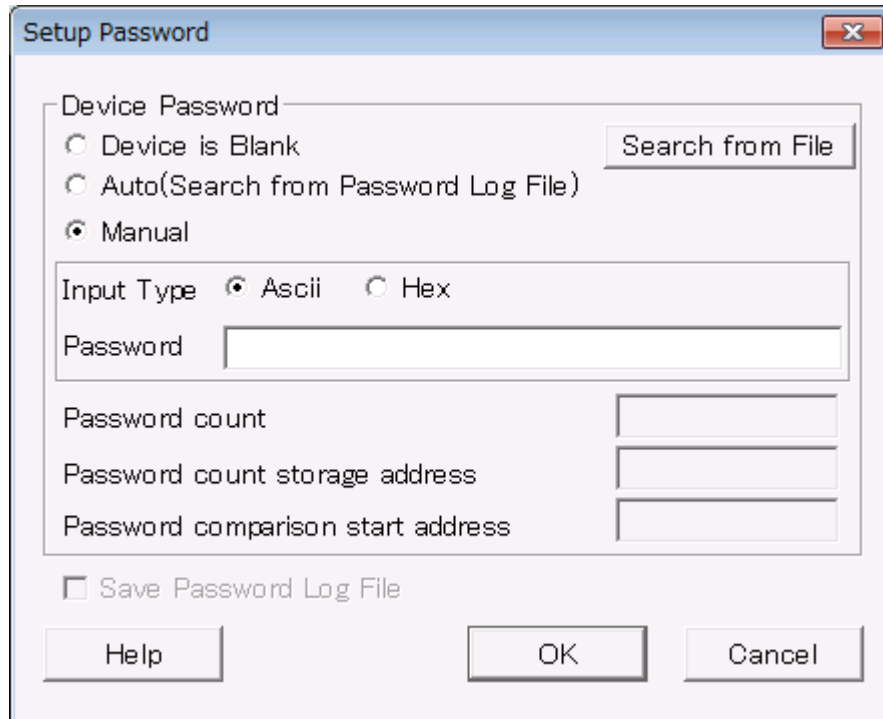 Setup Password
Device Password
Device is Blank
Search from File
Auto(Search from Password Log File)
Manual
Input Type Ascii Hex
Password
Password count
Password count storage address
Password comparison start address
Save Password Log File
Help OK Cancel